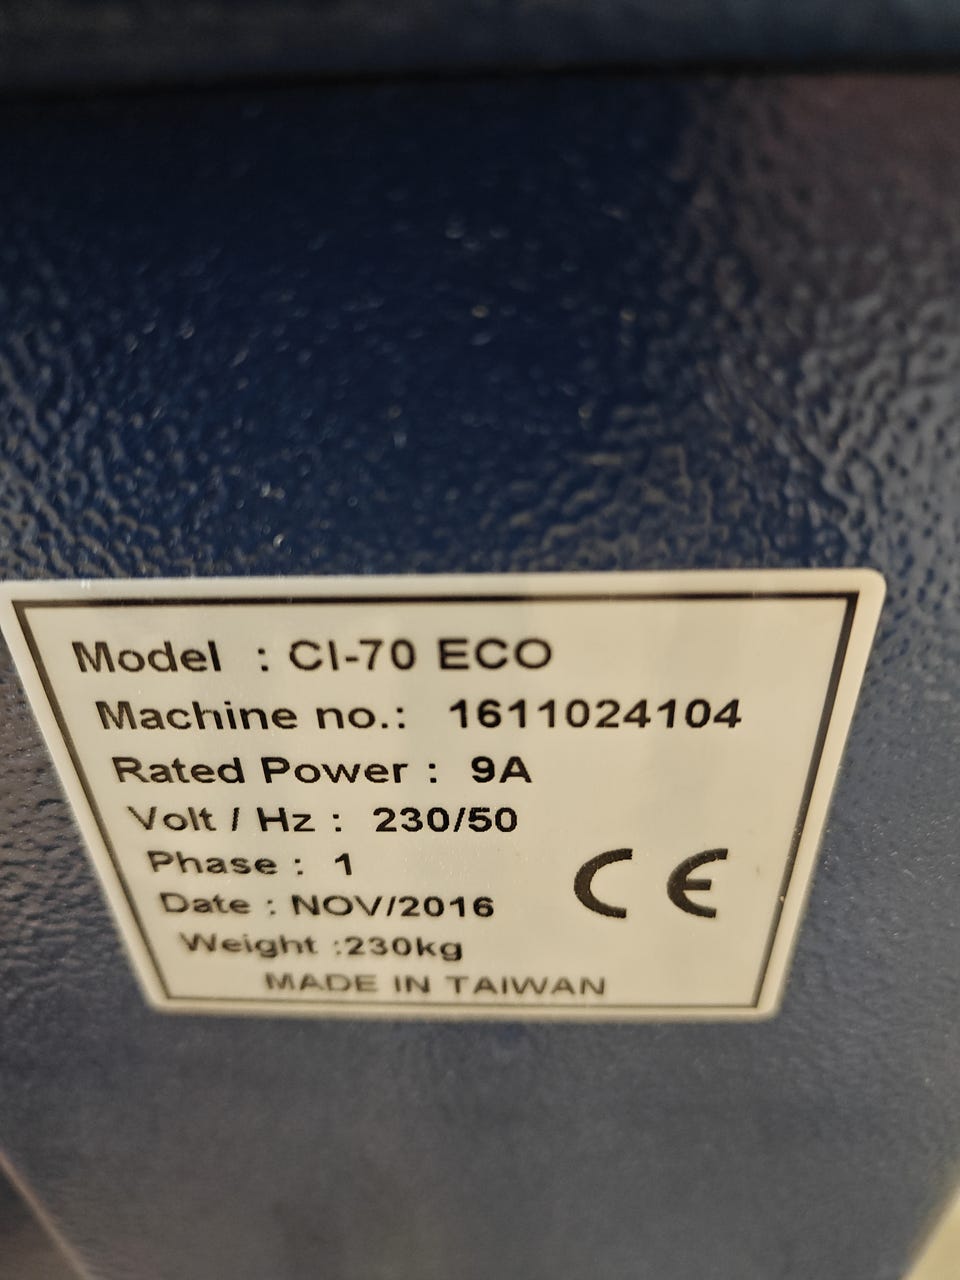 Model : CI-70 ECO
Machine no.: 1611024104
Rated Power : 9A
Volt / Hz : 230/50
Phase : 1
Date : NOV/2016
Weight :230kg
CE
MADE IN TAIWAN